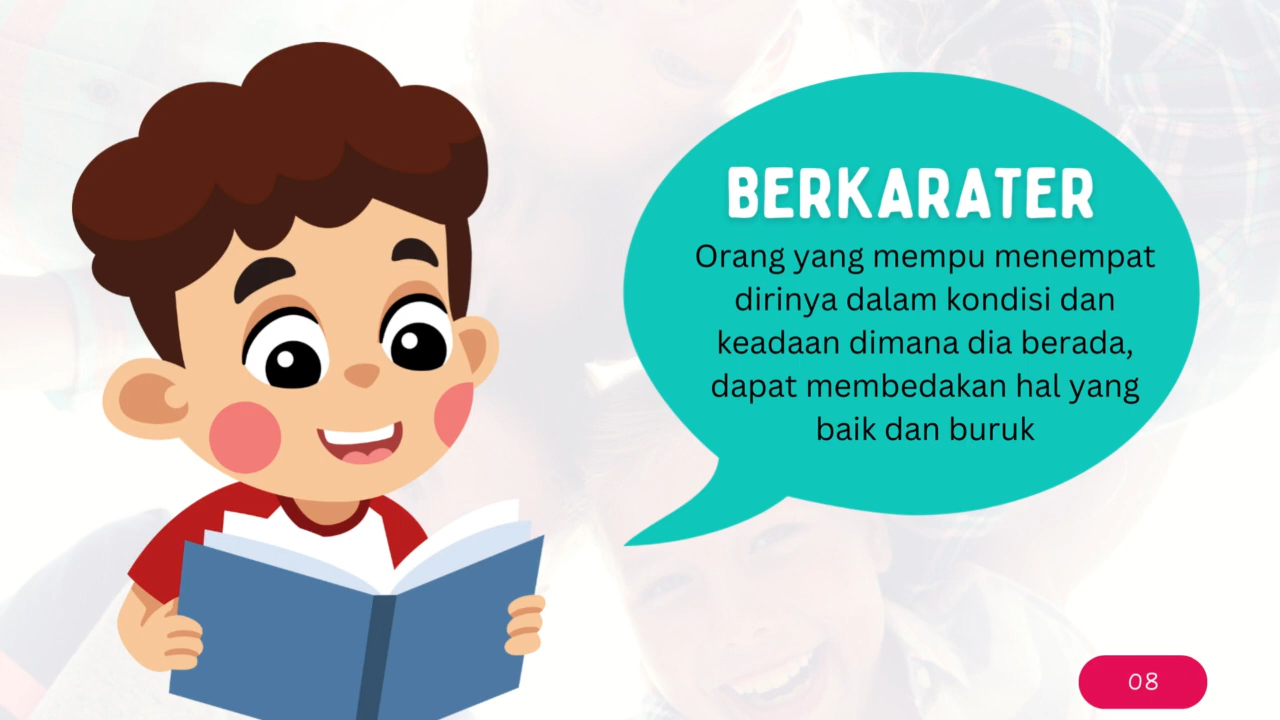 BERKARATER
Orang yang mempu menempat
dirinya dalam kondisi dan
keadaan dimana dia berada,
dapat membedakan hal yang
baik dan buruk
08